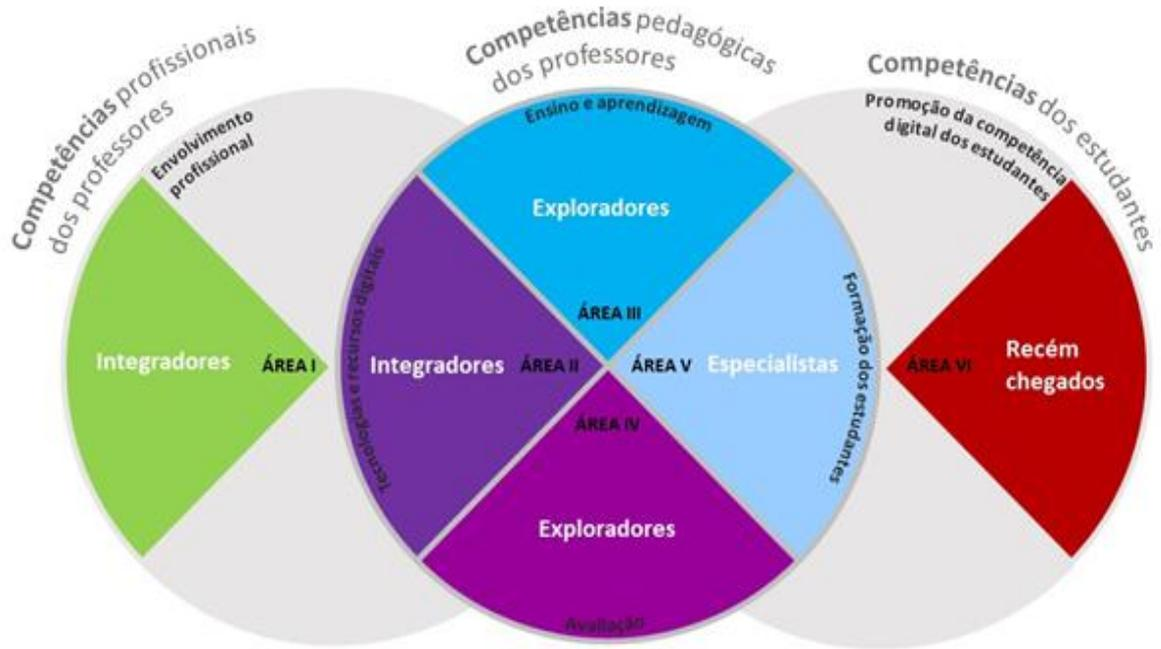 Competências profissionais
dos professores
Envolvimento
profissional
Integradores
ÁREA I
Competências pedagógicas
dos professores
Ensino e aprendizagem
Exploradores
ÁREA III
Tecnologias e recursos digitais
Integradores
ÁREA II
ÁREA V
Especialistas
Formação dos estudantes
ÁREA IV
Exploradores
Avaliação
Competências dos estudantes
Promoção da competência
digital dos estudantes
ÁREA VI
Recém
chegados